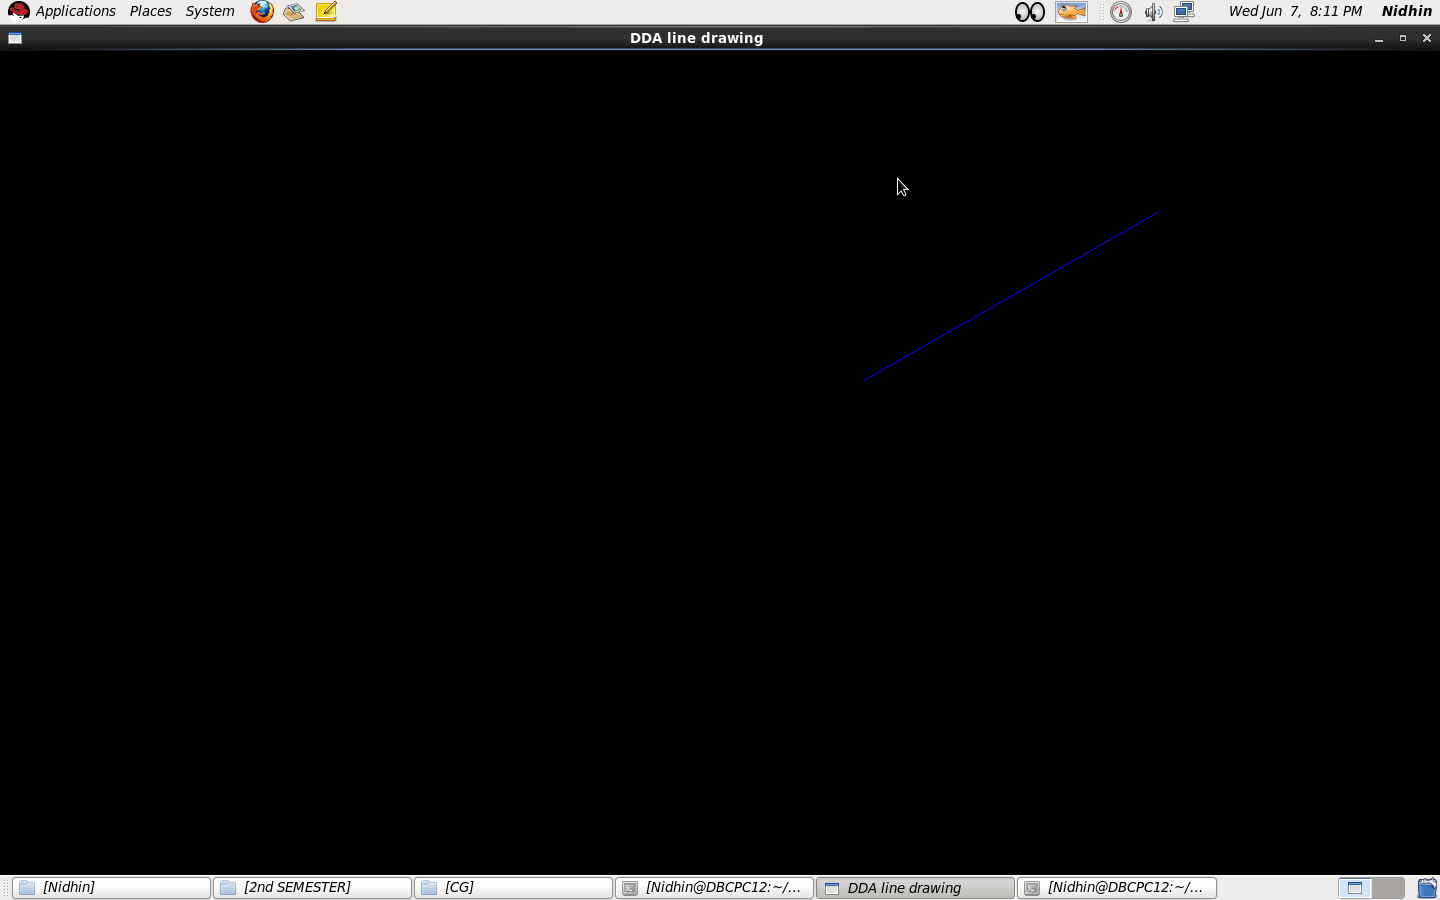 Applications Places System Wed Jun 7, 8:11 PM Nidhin
DDA line drawing
[Nidhin] [2nd SEMESTER] [CG] [Nidhin@DBCPC12:~/... DDA line drawing [Nidhin@DBCPC12:~/...